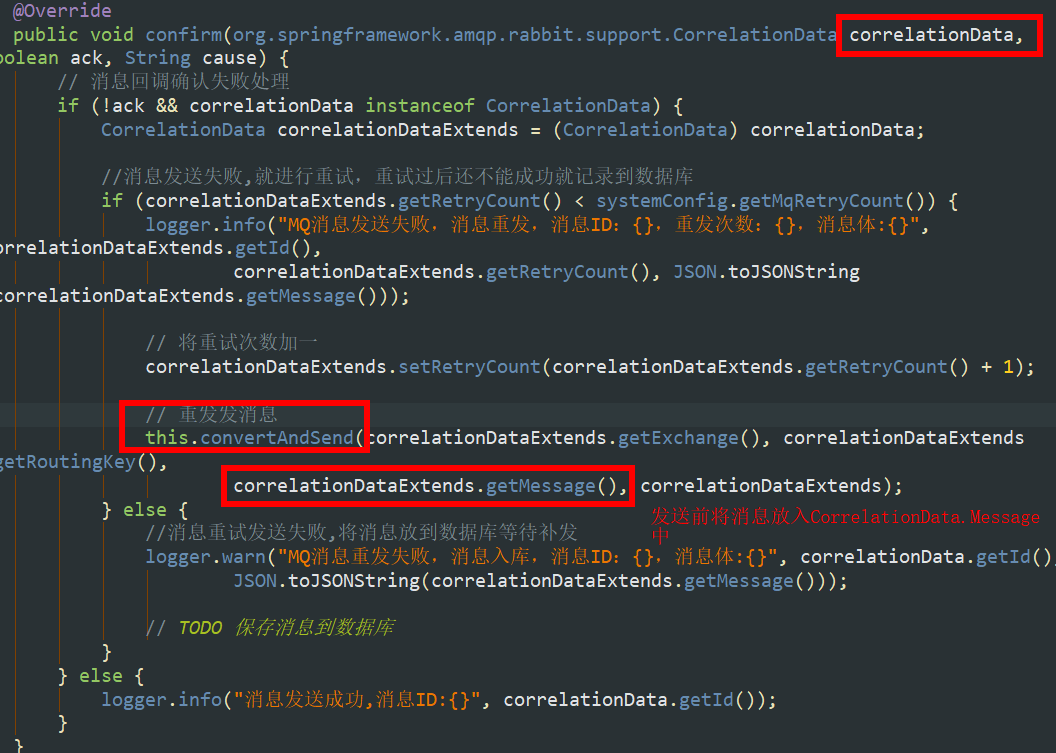 @Override
public void confirm(org.springframework.amqp.rabbit.support.CorrelationData correlationData,
oolean ack, String cause) {
// 消息回调确认失败处理
if (!ack && correlationData instanceof CorrelationData) {
CorrelationData correlationDataExtends = (CorrelationData) correlationData;
//消息发送失败,就进行重试，重试过后还不能成功就记录到数据库
if (correlationDataExtends.getRetryCount() < systemConfig.getMqRetryCount()) {
logger.info("MQ消息发送失败，消息重发，消息ID：{}，重发次数：{}，消息体:{}",
orrelationDataExtends.getId(),
correlationDataExtends.getRetryCount(), JSON.toJSONString
correlationDataExtends.getMessage()));
// 将重试次数加一
correlationDataExtends.setRetryCount(correlationDataExtends.getRetryCount() + 1);
// 重发发消息
this.convertAndSend(correlationDataExtends.getExchange(), correlationDataExtends
getRoutingKey(),
correlationDataExtends.getMessage(), correlationDataExtends);
发送前将消息放入CorrelationData.Message
中
} else {
//消息重试发送失败,将消息放到数据库等待补发
logger.warn("MQ消息重发失败，消息入库，消息ID：{}，消息体:{}", correlationData.getId()
JSON.toJSONString(correlationDataExtends.getMessage()));
// TODO 保存消息到数据库
}
} else {
logger.info("消息发送成功,消息ID:{}", correlationData.getId());
}
}